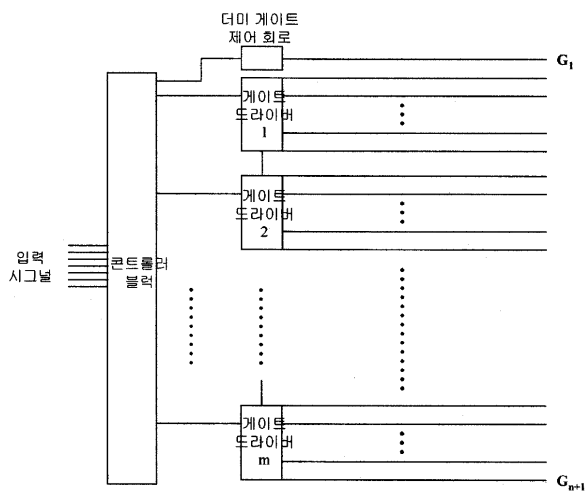 더미 게이트
제어 회로
G1
게이트
드라이버
1
게이트
드라이버
2
입력
시그널
콘트롤러
블럭
게이트
드라이버
m
Gn+1